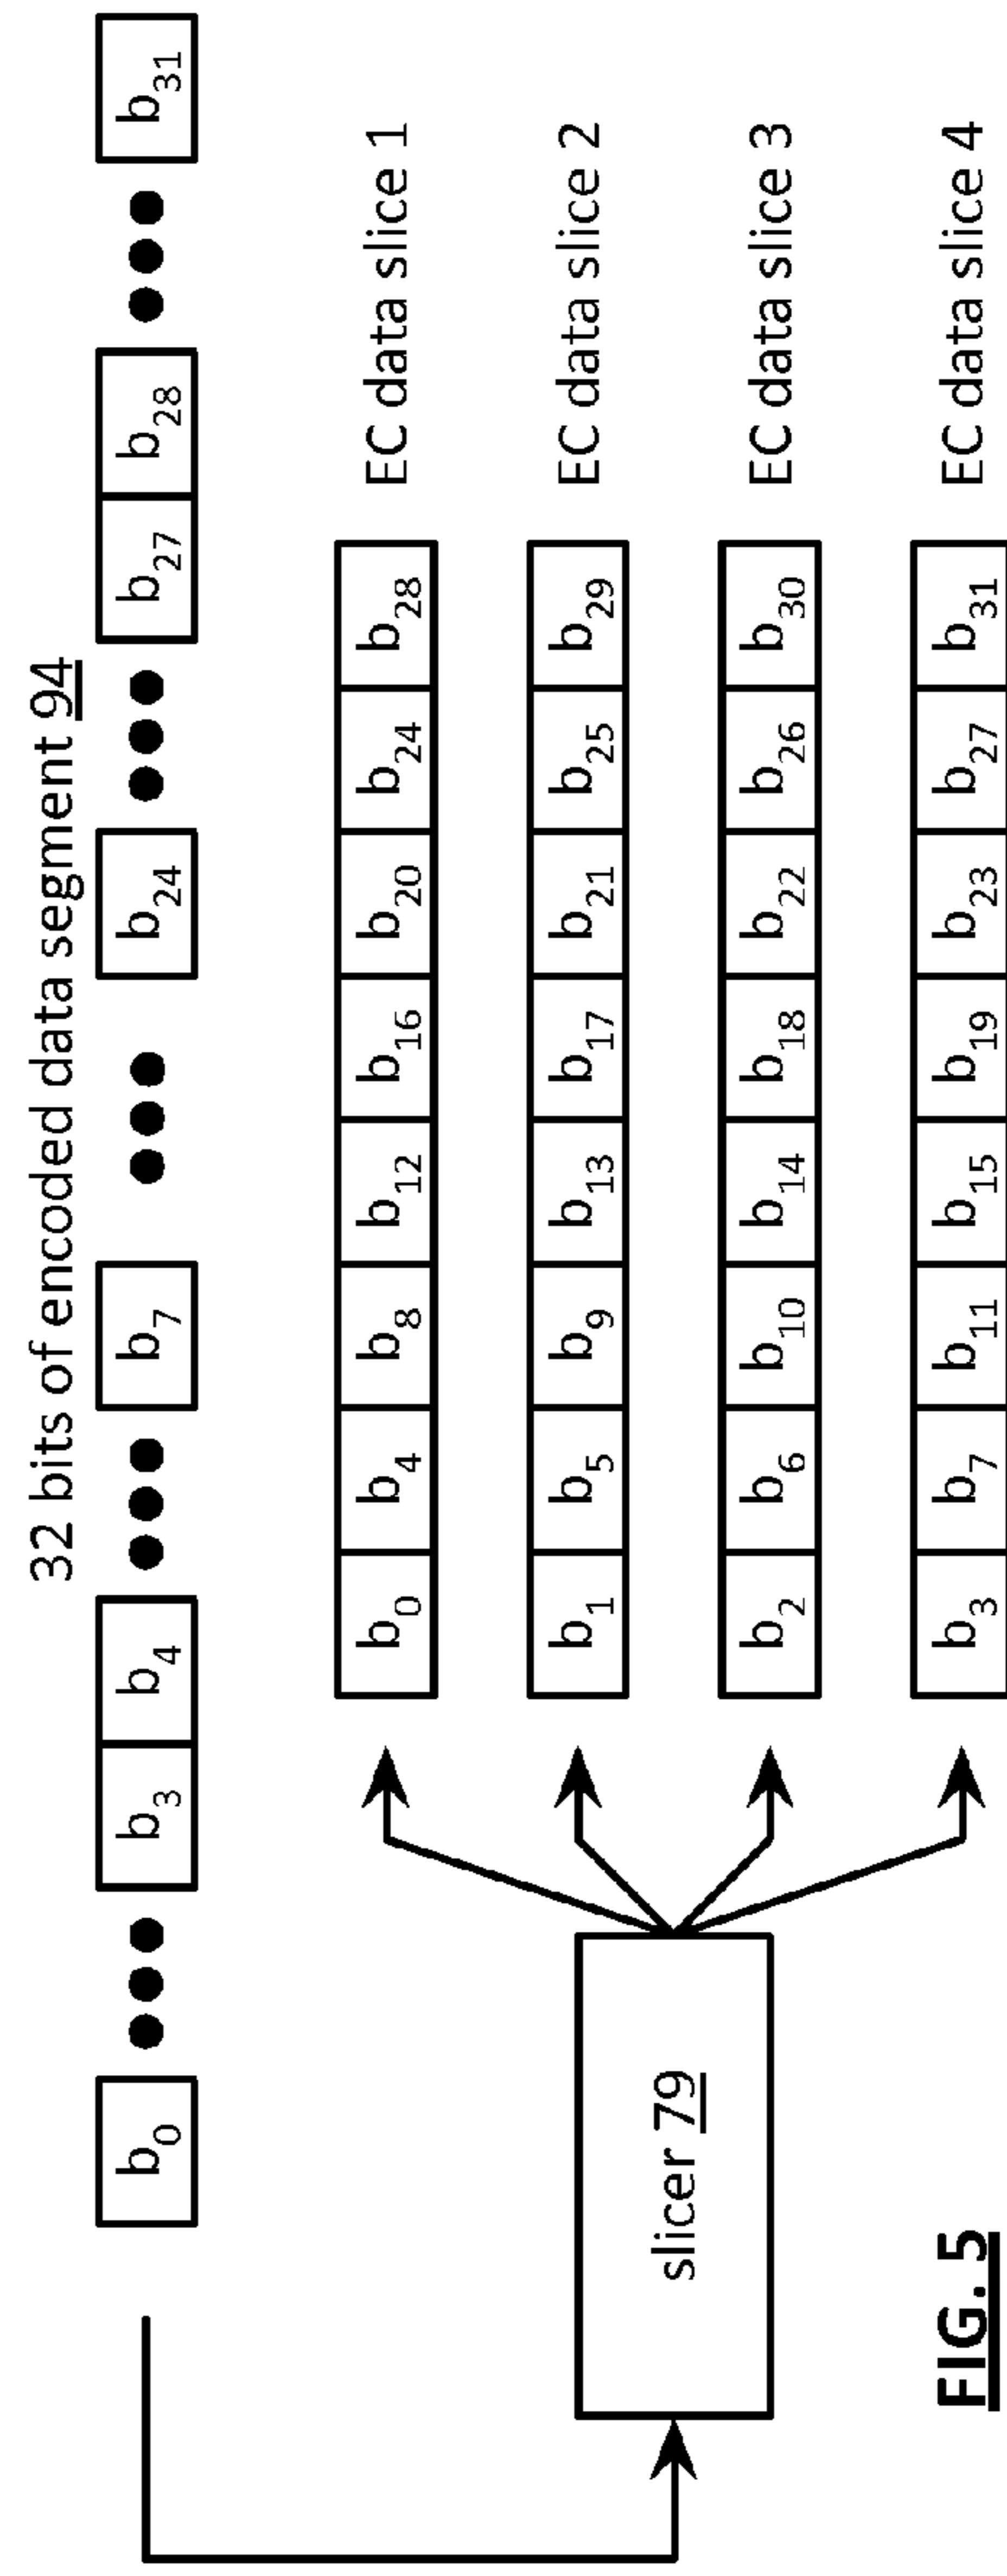 32 bits of encoded data segment 94
b0 ••• b3 b4 ••• b7 ••• b24 ••• b27 b28 ••• b31
b0 b4 b8 b12 b16 b20 b24 b28 EC data slice 1
b1 b5 b9 b13 b17 b21 b25 b29 EC data slice 2
slicer 79
b2 b6 b10 b14 b18 b22 b26 b30 EC data slice 3
b3 b7 b11 b15 b19 b23 b27 b31 EC data slice 4
FIG. 5